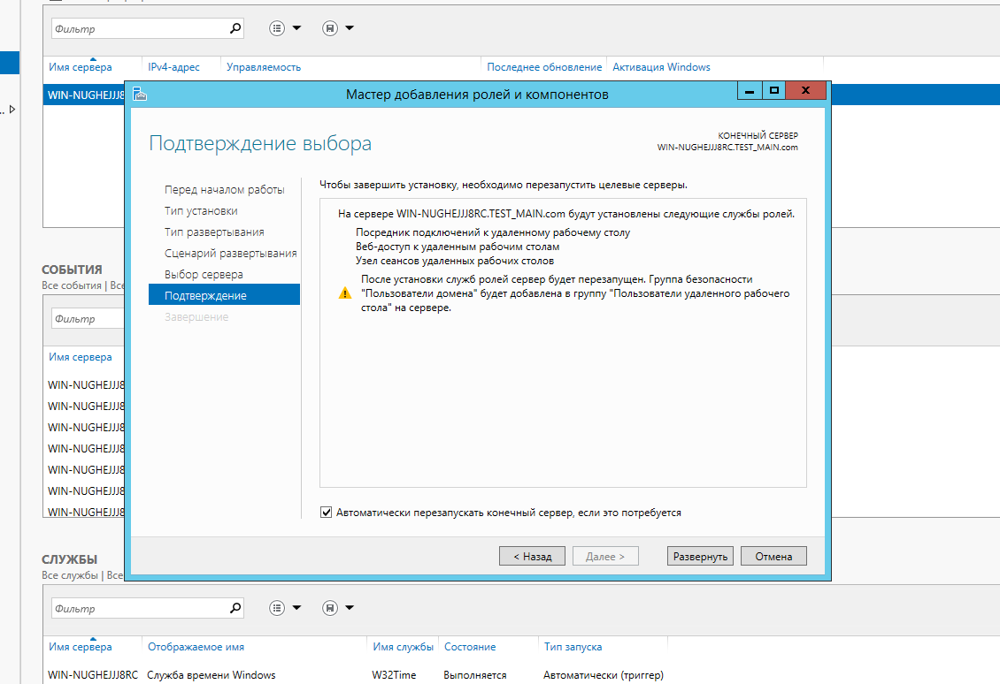 Фильтр
Имя сервера IPv4-адрес Управляемость Последнее обновление Активация Windows
WIN-NUGHEJJJ8
Мастер добавления ролей и компонентов
Подтверждение выбора
КОНЕЧНЫЙ СЕРВЕР
WIN-NUGHEJJJ8RC.TEST_MAIN.com
Перед началом работы
Тип установки
Тип развертывания
Сценарий развертывания
Выбор сервера
Подтверждение
Завершение
Чтобы завершить установку, необходимо перезапустить целевые серверы.
На сервере WIN-NUGHEJJJ8RC.TEST_MAIN.com будут установлены следующие службы ролей.
Посредник подключений к удаленному рабочему столу
Веб-доступ к удаленным рабочим столам
Узел сеансов удаленных рабочих столов
После установки служб ролей сервер будет перезапущен. Группа безопасности
"Пользователи домена" будет добавлена в группу "Пользователи удаленного рабочего
стола" на сервере.
Автоматически перезапускать конечный сервер, если это потребуется
< Назад Далее > Развернуть Отмена
СОБЫТИЯ
Все события | Все
Фильтр
Имя сервера
WIN-NUGHEJJJ8
WIN-NUGHEJJJ8
WIN-NUGHEJJJ8
WIN-NUGHEJJJ8
WIN-NUGHEJJJ8
WIN-NUGHEJJJ8
WIN-NUGHEJJJ8
СЛУЖБЫ
Все службы | Все
Фильтр
Имя сервера Отображаемое имя Имя службы Состояние Тип запуска
WIN-NUGHEJJJ8RC Служба времени Windows W32Time Выполняется Автоматически (триггер)